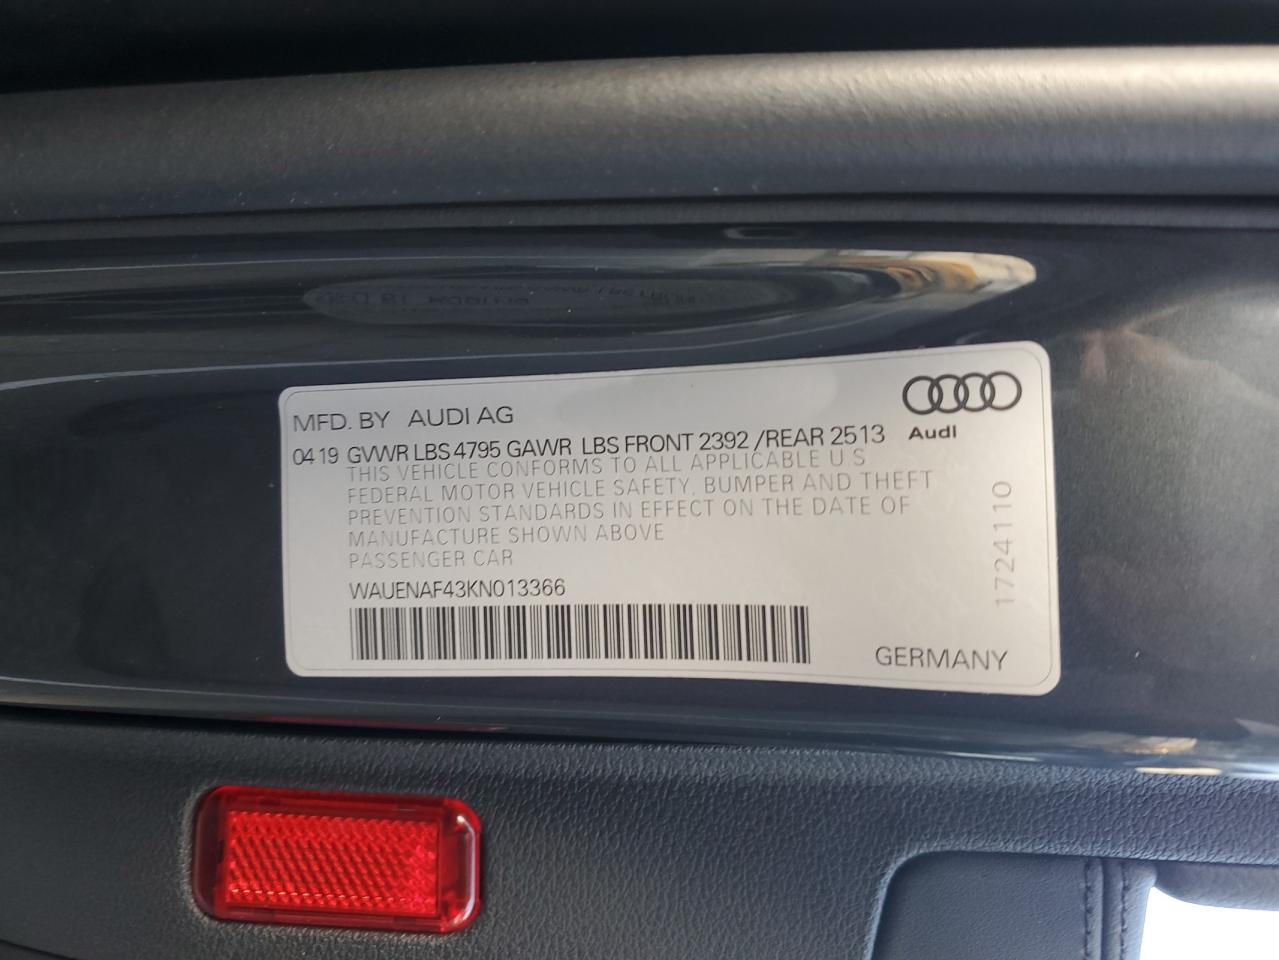 MFD. BY AUDI AG
0419 GVWR LBS 4795 GAWR LBS FRONT 2392 /REAR 2513
Audi
THIS VEHICLE CONFORMS TO ALL APPLICABLE U S
FEDERAL MOTOR VEHICLE SAFETY, BUMPER AND THEFT
PREVENTION STANDARDS IN EFFECT ON THE DATE OF
MANUFACTURE SHOWN ABOVE
PASSENGER CAR
WAUENAF43KN013366
GERMANY
1724110